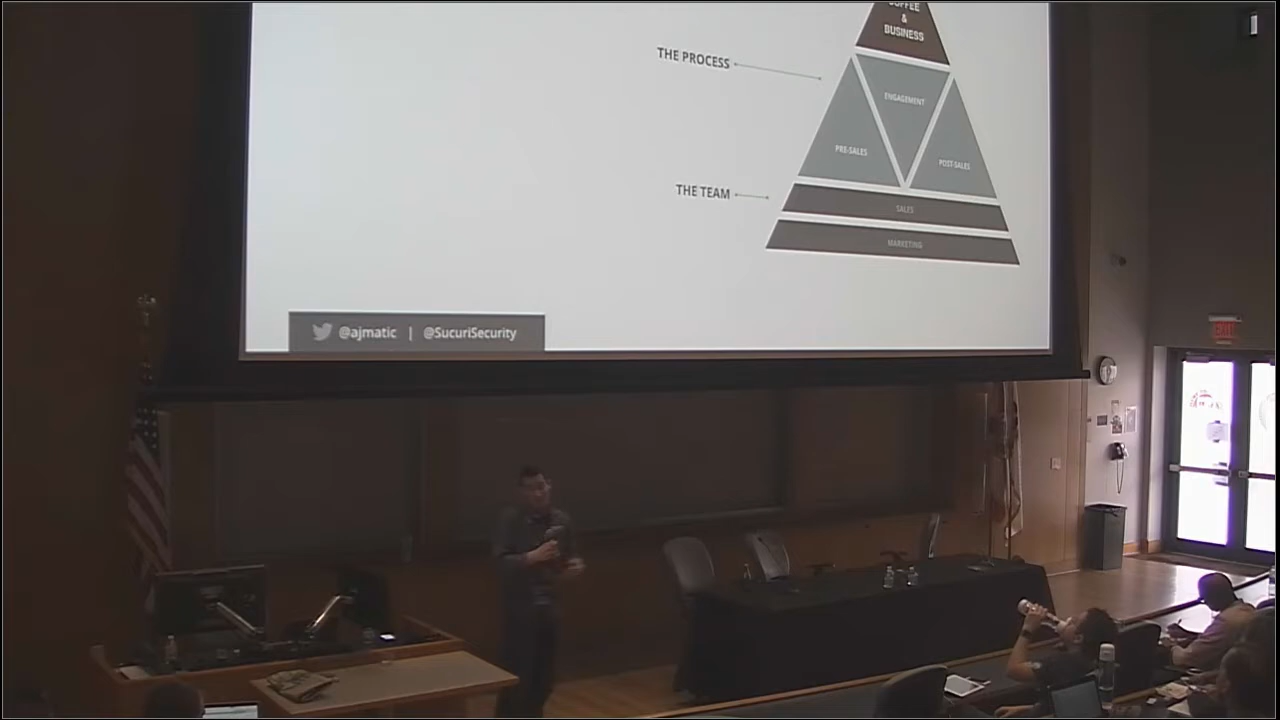 COFFEE
&
BUSINESS
THE PROCESS
ENGAGEMENT
PRE-SALES
POST-SALES
THE TEAM
SALES
MARKETING
@ajmatic | @SucuriSecurity
EXIT